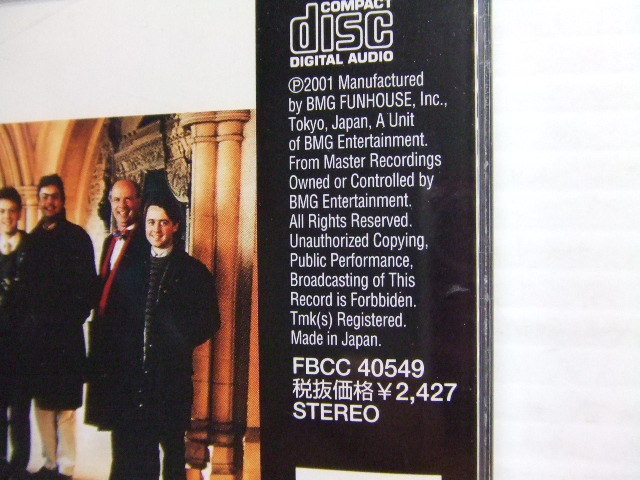 COMPACT
disc
DIGITAL AUDIO
℗2001 Manufactured
by BMG FUNHOUSE, Inc.,
Tokyo, Japan, A Unit
of BMG Entertainment.
From Master Recordings
Owned or Controlled by
BMG Entertainment.
All Rights Reserved.
Unauthorized Copying,
Public Performance,
Broadcasting of This
Record is Forbbiden.
Tmk(s) Registered.
Made in Japan.
FBCC 40549
税抜価格¥2,427
STEREO